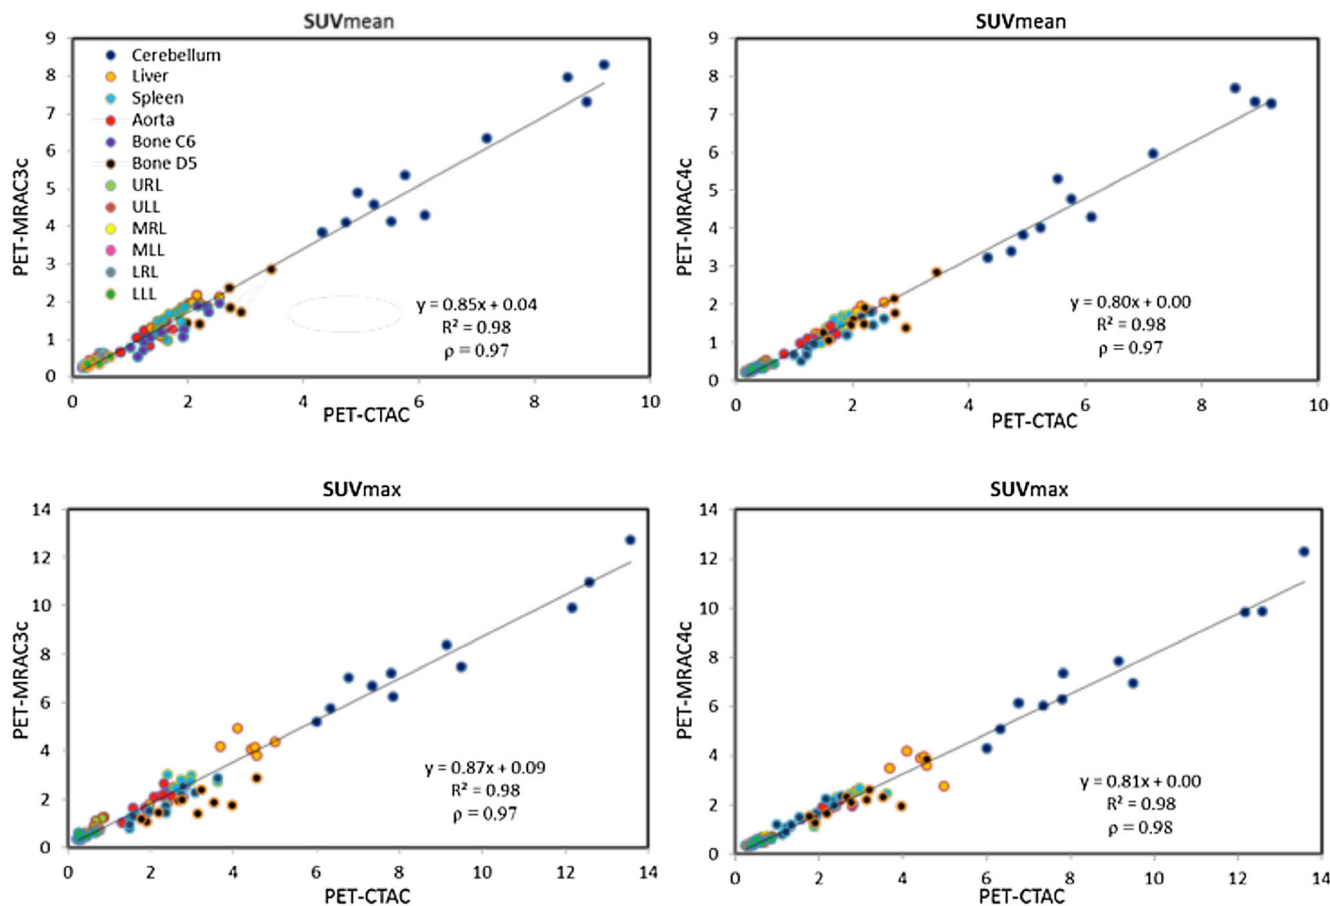 SUVmean
9
8
7
6
5
4
3
2
1
0
PET-MRAC3c
Cerebellum
Liver
Spleen
Aorta
Bone C6
Bone D5
URL
ULL
MRL
MLL
LRL
LLL
y = 0.85x + 0.04
R² = 0.98
ρ = 0.97
0 2 4 6 8 10
PET-CTAC
SUVmean
9
8
7
6
5
4
3
2
1
0
PET-MRAC4c
y = 0.80x + 0.00
R² = 0.98
ρ = 0.97
0 2 4 6 8 10
PET-CTAC
SUVmax
14
12
10
8
6
4
2
0
PET-MRAC3c
y = 0.87x + 0.09
R² = 0.98
ρ = 0.97
0 2 4 6 8 10 12 14
PET-CTAC
SUVmax
14
12
10
8
6
4
2
0
PET-MRAC4c
y = 0.81x + 0.00
R² = 0.98
ρ = 0.98
0 2 4 6 8 10 12 14
PET-CTAC